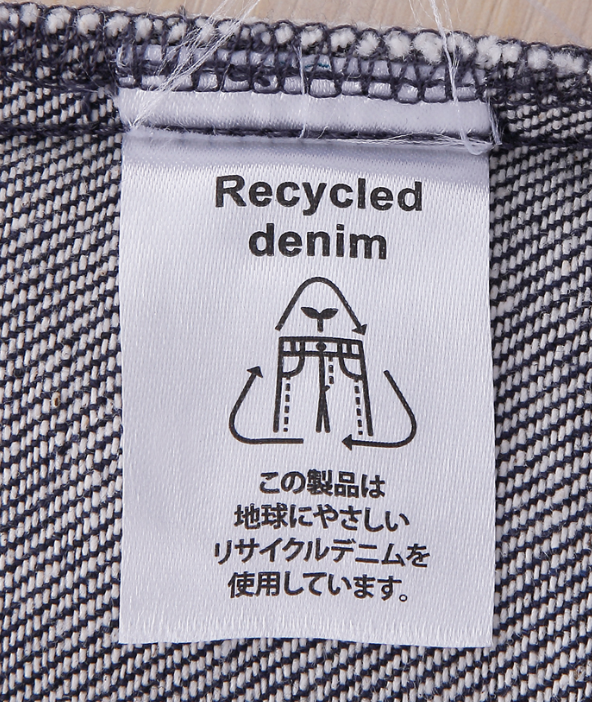 Recycled
denim
この製品は
地球にやさしい
リサイクルデニムを
使用しています。